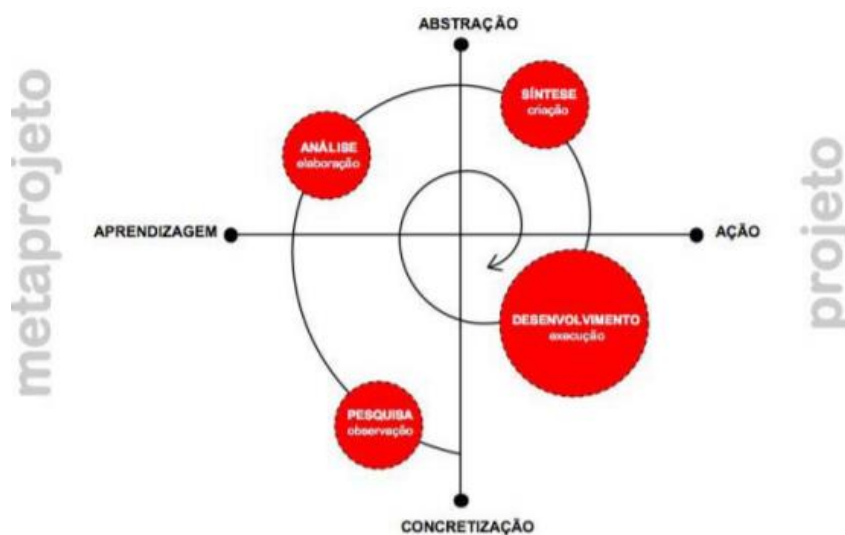 ABSTRAÇÃO
SÍNTESE
criação
ANÁLISE
elaboração
metaprojeto
APRENDIZAGEM
AÇÃO
projeto
DESENVOLVIMENTO
execução
PESQUISA
observação
CONCRETIZAÇÃO